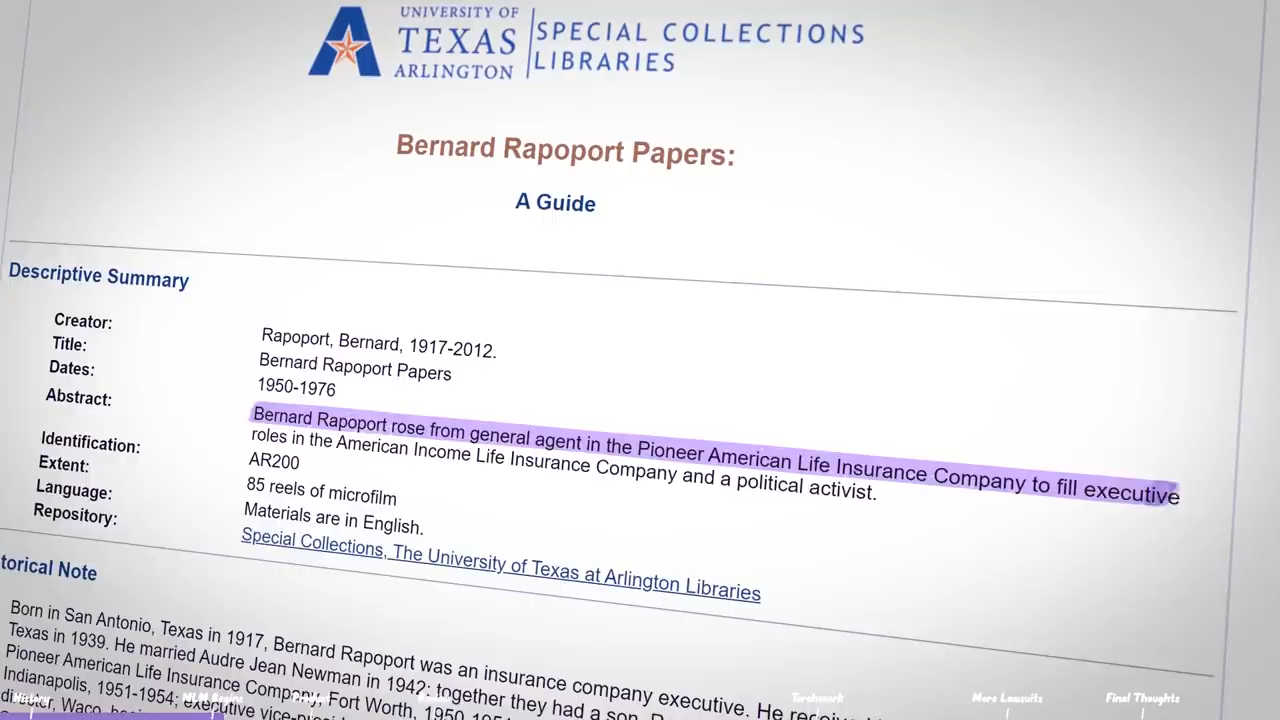 UNIVERSITY OF
TEXAS
ARLINGTON
SPECIAL COLLECTIONS
LIBRARIES
Bernard Rapoport Papers:
A Guide
Descriptive Summary
Creator: Rapoport, Bernard, 1917-2012.
Title: Bernard Rapoport Papers
Dates: 1950-1976
Abstract: Bernard Rapoport rose from general agent in the Pioneer American Life Insurance Company to fill executive
roles in the American Income Life Insurance Company and a political activist.
Identification: AR200
Extent: 85 reels of microfilm
Language: Materials are in English.
Repository: Special Collections, The University of Texas at Arlington Libraries
torical Note
Born in San Antonio, Texas in 1917, Bernard Rapoport was an insurance company executive. He
Texas in 1939. He married Audre Jean Newman in 1942; together they had a son,
Pioneer American Life Insurance Fort Worth,
Indianapolis, 1951-1954; executive
Waco,
History
MLM Begins
Torchmark
More Lawsuits
Final Thoughts